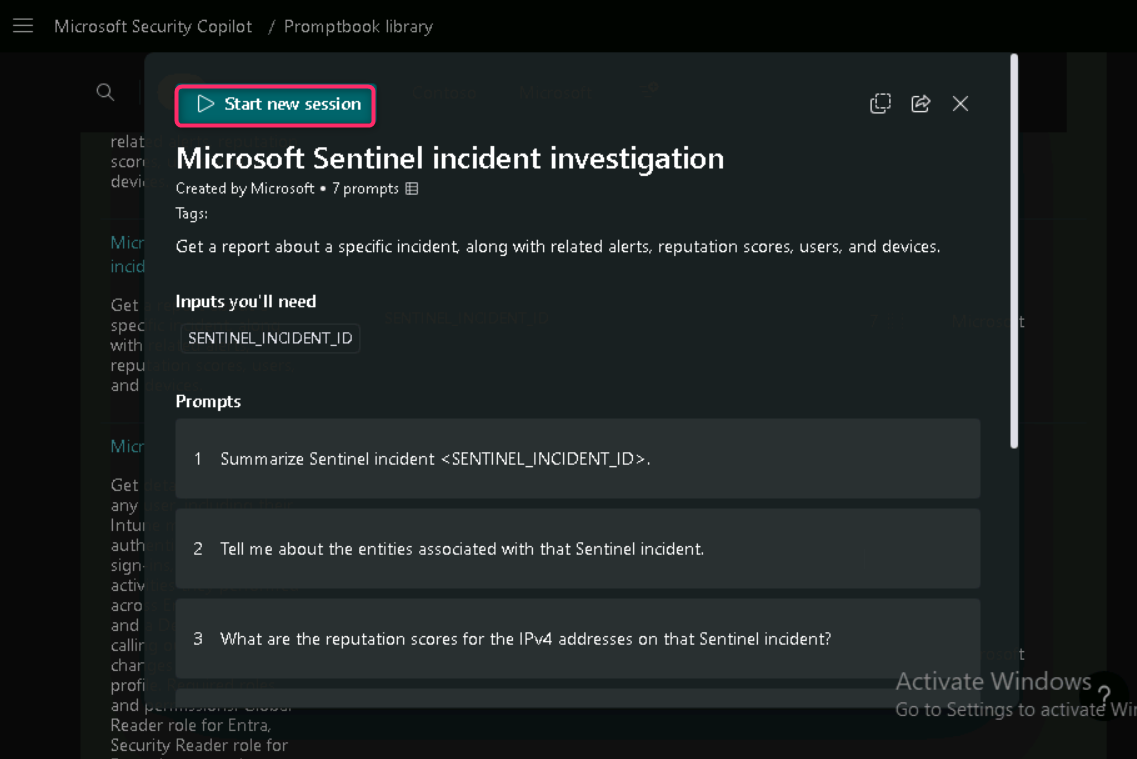 Microsoft Security Copilot / Promptbook library
Start new session
Microsoft Sentinel incident investigation
Created by Microsoft • 7 prompts
Tags:
Get a report about a specific incident, along with related alerts, reputation scores, users, and devices.
Inputs you'll need
SENTINEL_INCIDENT_ID
Prompts
1 Summarize Sentinel incident <SENTINEL_INCIDENT_ID>.
2 Tell me about the entities associated with that Sentinel incident.
3 What are the reputation scores for the IPv4 addresses on that Sentinel incident?
relat
scor
devi
Micr
incid
Get
spec
with
repu
and
Micr
Get
any
Intu
auth
sign-
activ
acro
and
calling
chan
profi
and permissions: Global
Reader role for Entra,
Security Reader role for
SENTINEL_INCIDENT_ID
Microsoft
Activate Windows
Go to Settings to activate Wi
?